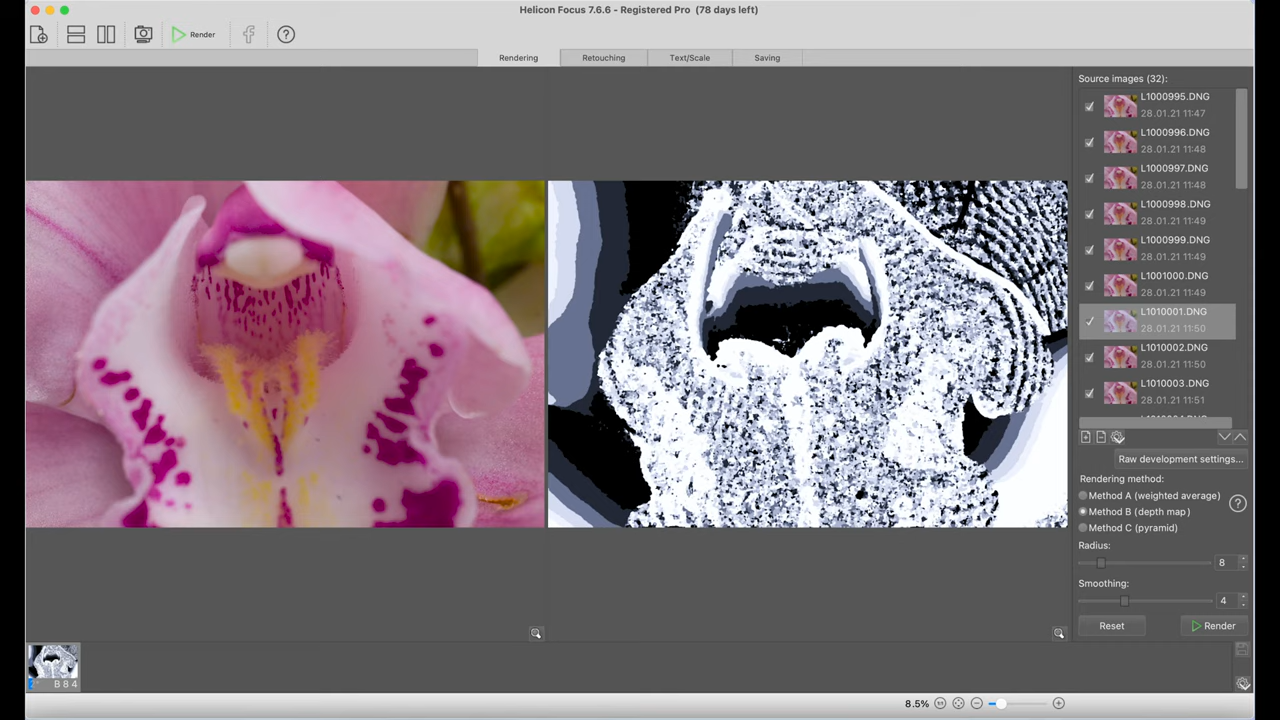 Helicon Focus 7.6.6 - Registered Pro (78 days left)
Render
Rendering
Retouching
Text/Scale
Saving
Source images (32):
L1000995.DNG
28.01.21 11:47
L1000996.DNG
28.01.21 11:48
L1000997.DNG
28.01.21 11:48
L1000998.DNG
28.01.21 11:49
L1000999.DNG
28.01.21 11:49
L1001000.DNG
28.01.21 11:49
L1010001.DNG
28.01.21 11:50
L1010002.DNG
28.01.21 11:50
L1010003.DNG
28.01.21 11:51
Raw development settings...
Rendering method:
Method A (weighted average)
Method B (depth map)
Method C (pyramid)
Radius:
8
Smoothing:
4
Reset
Render
B 8 4
8.5%